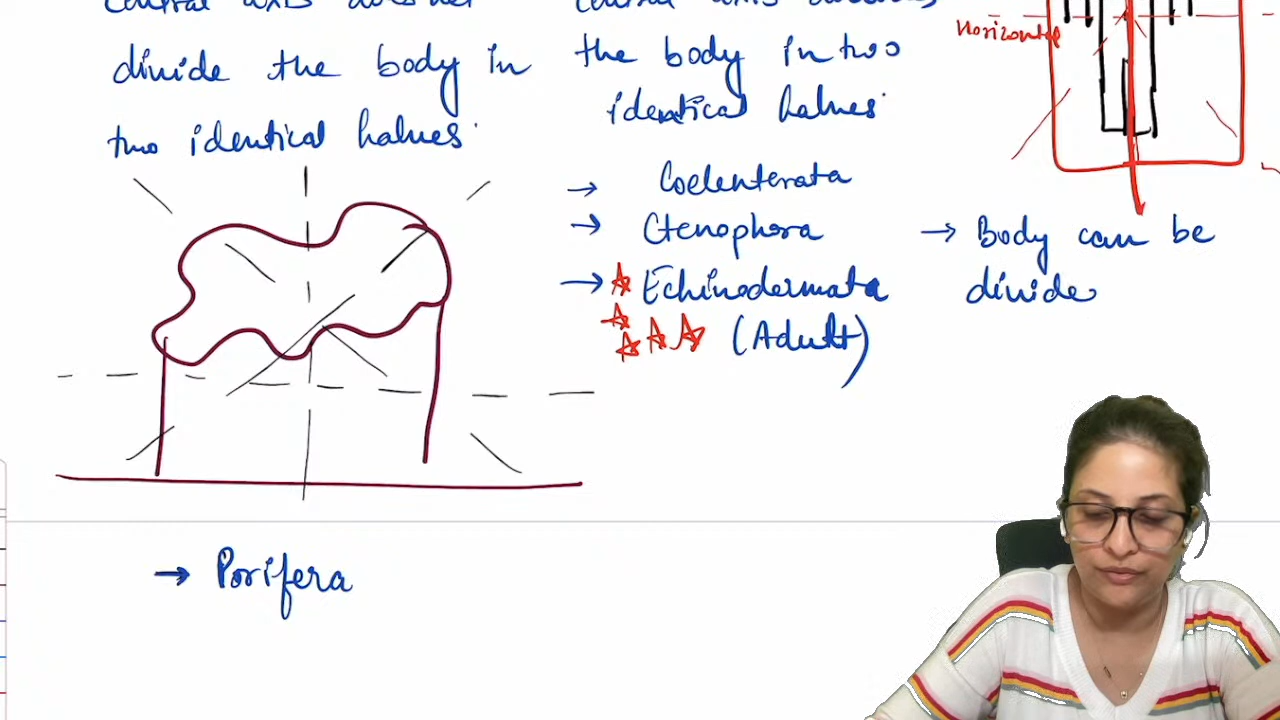 divide the body in
two identical halves
the body in two
identical halves
→ Coelenterata
→ Ctenophora
→ Echinodermata
(Adult)
Horizontal
→ Body can be
divide
→ Porifera